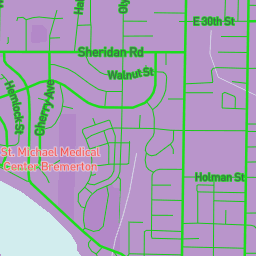 E 30th St
Sheridan Rd
Walnut St
Hemlock St
Cherry Ave
St. Michael Medical
Center Bremerton
Holman St